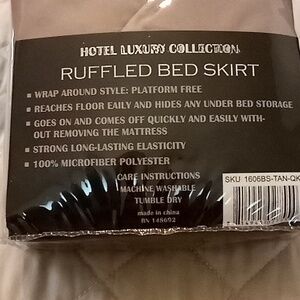 HOTEL LUXURY COLLECTION
RUFFLED BED SKIRT
▪ WRAP AROUND STYLE: PLATFORM FREE
▪ REACHES FLOOR EAILY AND HIDES ANY UNDER BED STORAGE
▪ GOES ON AND COMES OFF QUICKLY AND EASILY WITH-
OUT REMOVING THE MATTRESS
▪ STRONG LONG-LASTING ELASTICITY
▪ 100% MICROFIBER POLYESTER
CARE INSTRUCTIONS
MACHINE WASHABLE
TUMBLE DRY
made in china
RN 148692
SKU 1606BS-TAN-QK